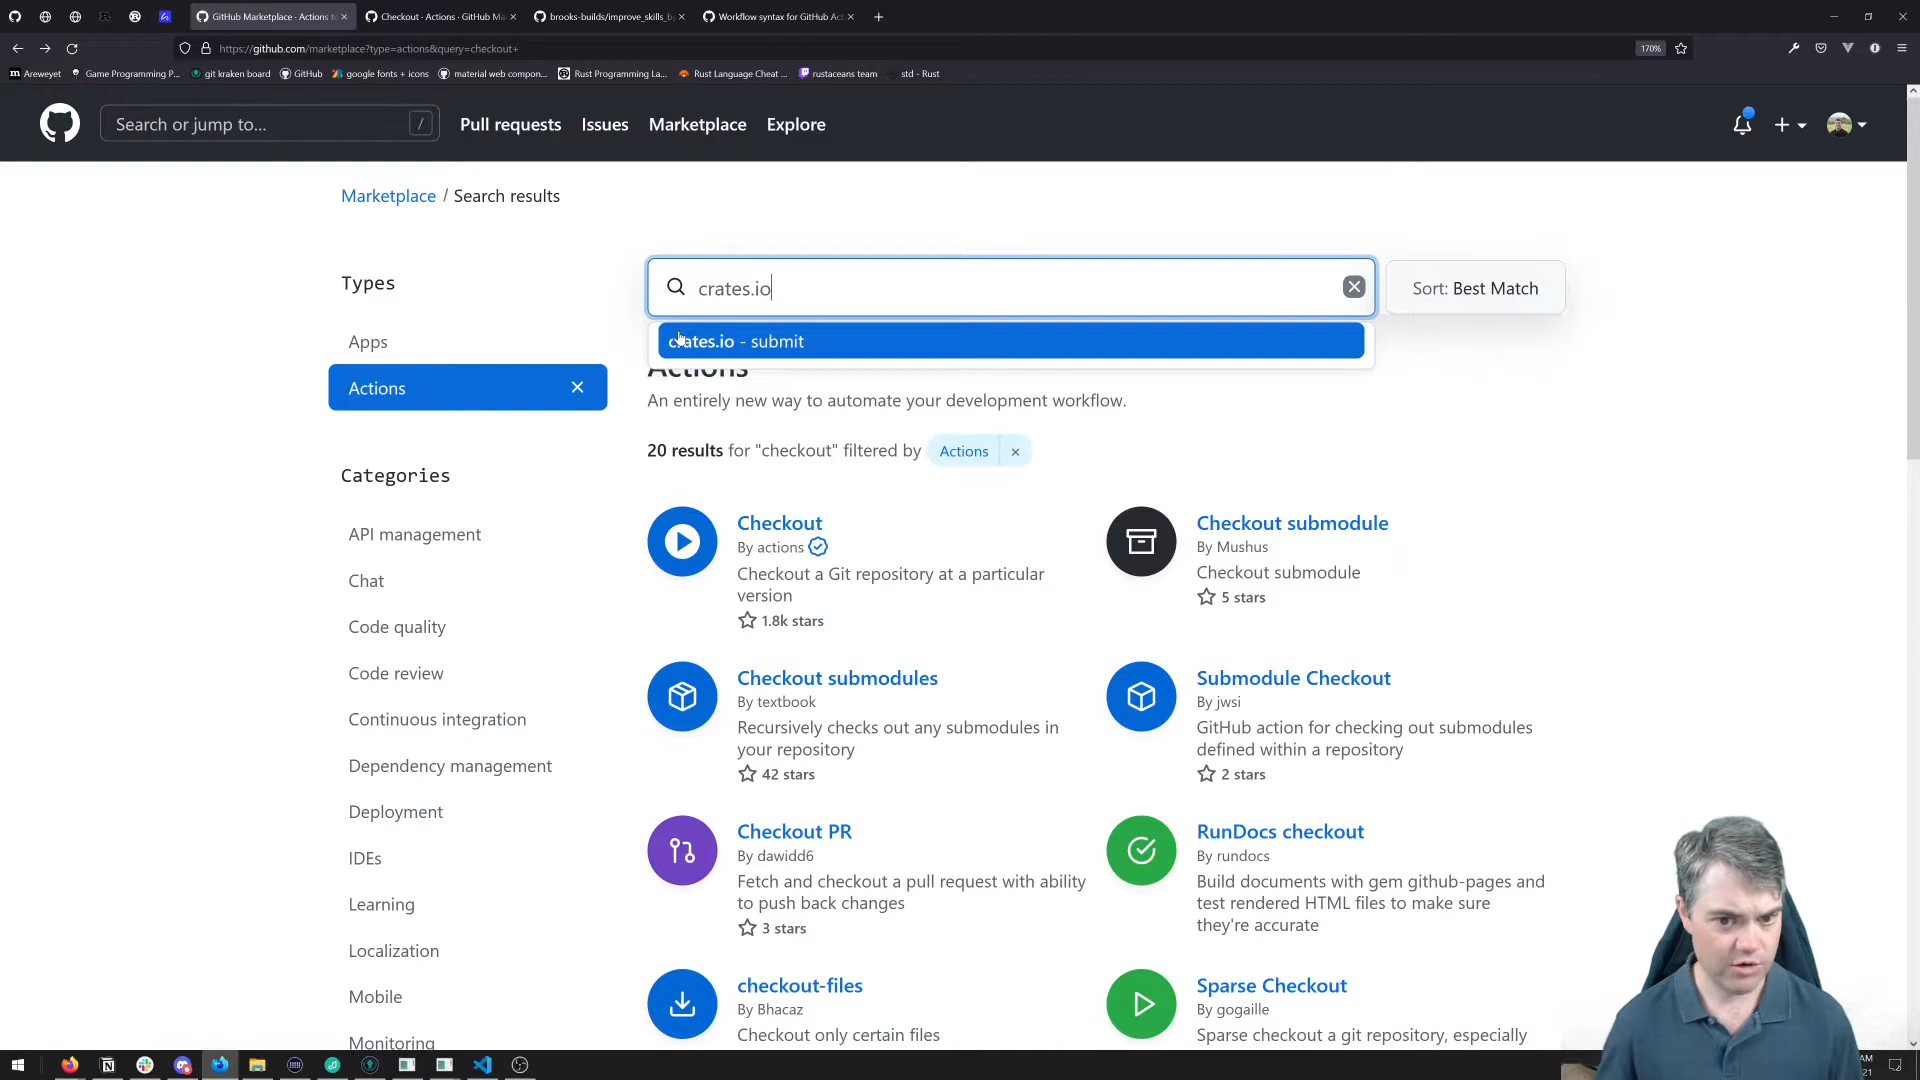 GitHub Marketplace · Actions to
Checkout · Actions · GitHub Ma
brooks-builds/improve_skills_by
Workflow syntax for GitHub Act
https://github.com/marketplace?type=actions&query=checkout+
170%
m Areweyet
Game Programming P...
git kraken board
GitHub
google fonts + icons
material web compon...
Rust Programming La...
Rust Language Cheat ...
rustaceans team
std - Rust
Search or jump to...
/
Pull requests
Issues
Marketplace
Explore
Marketplace / Search results
Types
Apps
Actions
Categories
API management
Chat
Code quality
Code review
Continuous integration
Dependency management
Deployment
IDEs
Learning
Localization
Mobile
Monitoring
crates.io
Sort: Best Match
crates.io - submit
Actions
An entirely new way to automate your development workflow.
20 results for "checkout" filtered by Actions ×
Checkout
By actions
Checkout a Git repository at a particular
version
1.8k stars
Checkout submodule
By Mushus
Checkout submodule
5 stars
Checkout submodules
By textbook
Recursively checks out any submodules in
your repository
42 stars
Submodule Checkout
By jwsi
GitHub action for checking out submodules
defined within a repository
2 stars
Checkout PR
By dawidd6
Fetch and checkout a pull request with ability
to push back changes
3 stars
RunDocs checkout
By rundocs
Build documents with gem github-pages and
test rendered HTML files to make sure
they're accurate
checkout-files
By Bhacaz
Checkout only certain files
Sparse Checkout
By gogaille
Sparse checkout a git repository, especially
AM
21